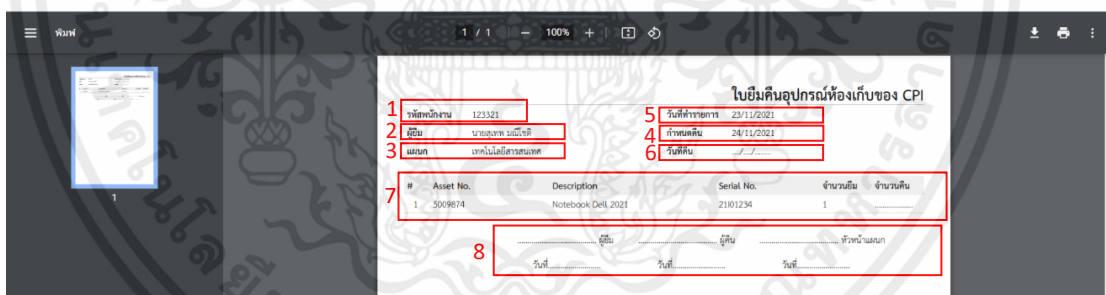 พิมพ์ 1 / 1 100%
ใบยืมคืนอุปกรณ์ห้องเก็บของ CPI
1 รหัสพนักงาน 123321 5 วันที่ทำรายการ 23/11/2021
2 ผู้ยืม นายสุเทพ มณีโชติ 4 กำหนดคืน 24/11/2021
3 แผนก เทคโนโลยีสารสนเทศ 6 วันที่คืน .../.../........
7 # Asset No. Description Serial No. จำนวนยืม จำนวนคืน
1 5009874 Notebook Dell 2021 21I01234 1 ..................
1
8 ................................ ผู้ยืม ................................ ผู้คืน ................................ หัวหน้าแผนก
วันที่...................... วันที่...................... วันที่......................